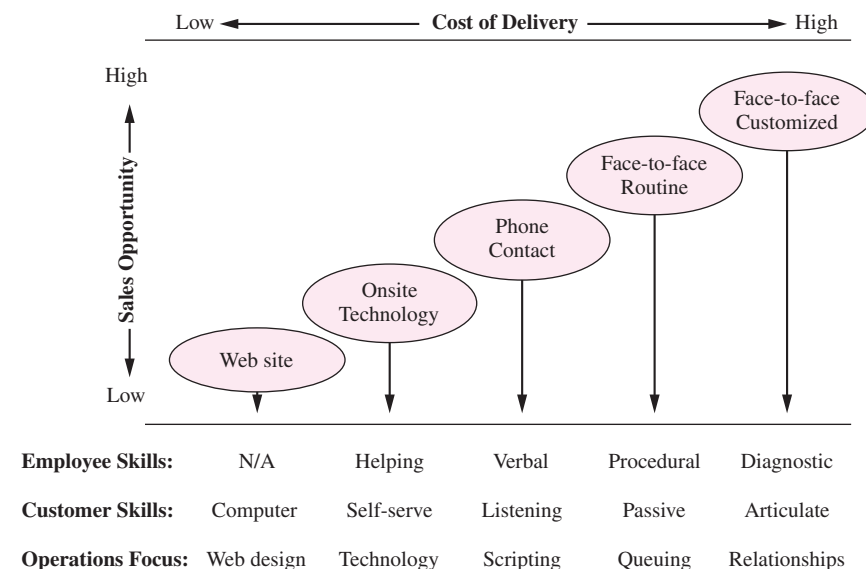 Low Cost of Delivery High
High
Face-to-face
Customized
Face-to-face
Routine
Phone
Contact
Onsite
Technology
Web site
Sales Opportunity
Low
Employee Skills: N/A Helping Verbal Procedural Diagnostic
Customer Skills: Computer Self-serve Listening Passive Articulate
Operations Focus: Web design Technology Scripting Queuing Relationships